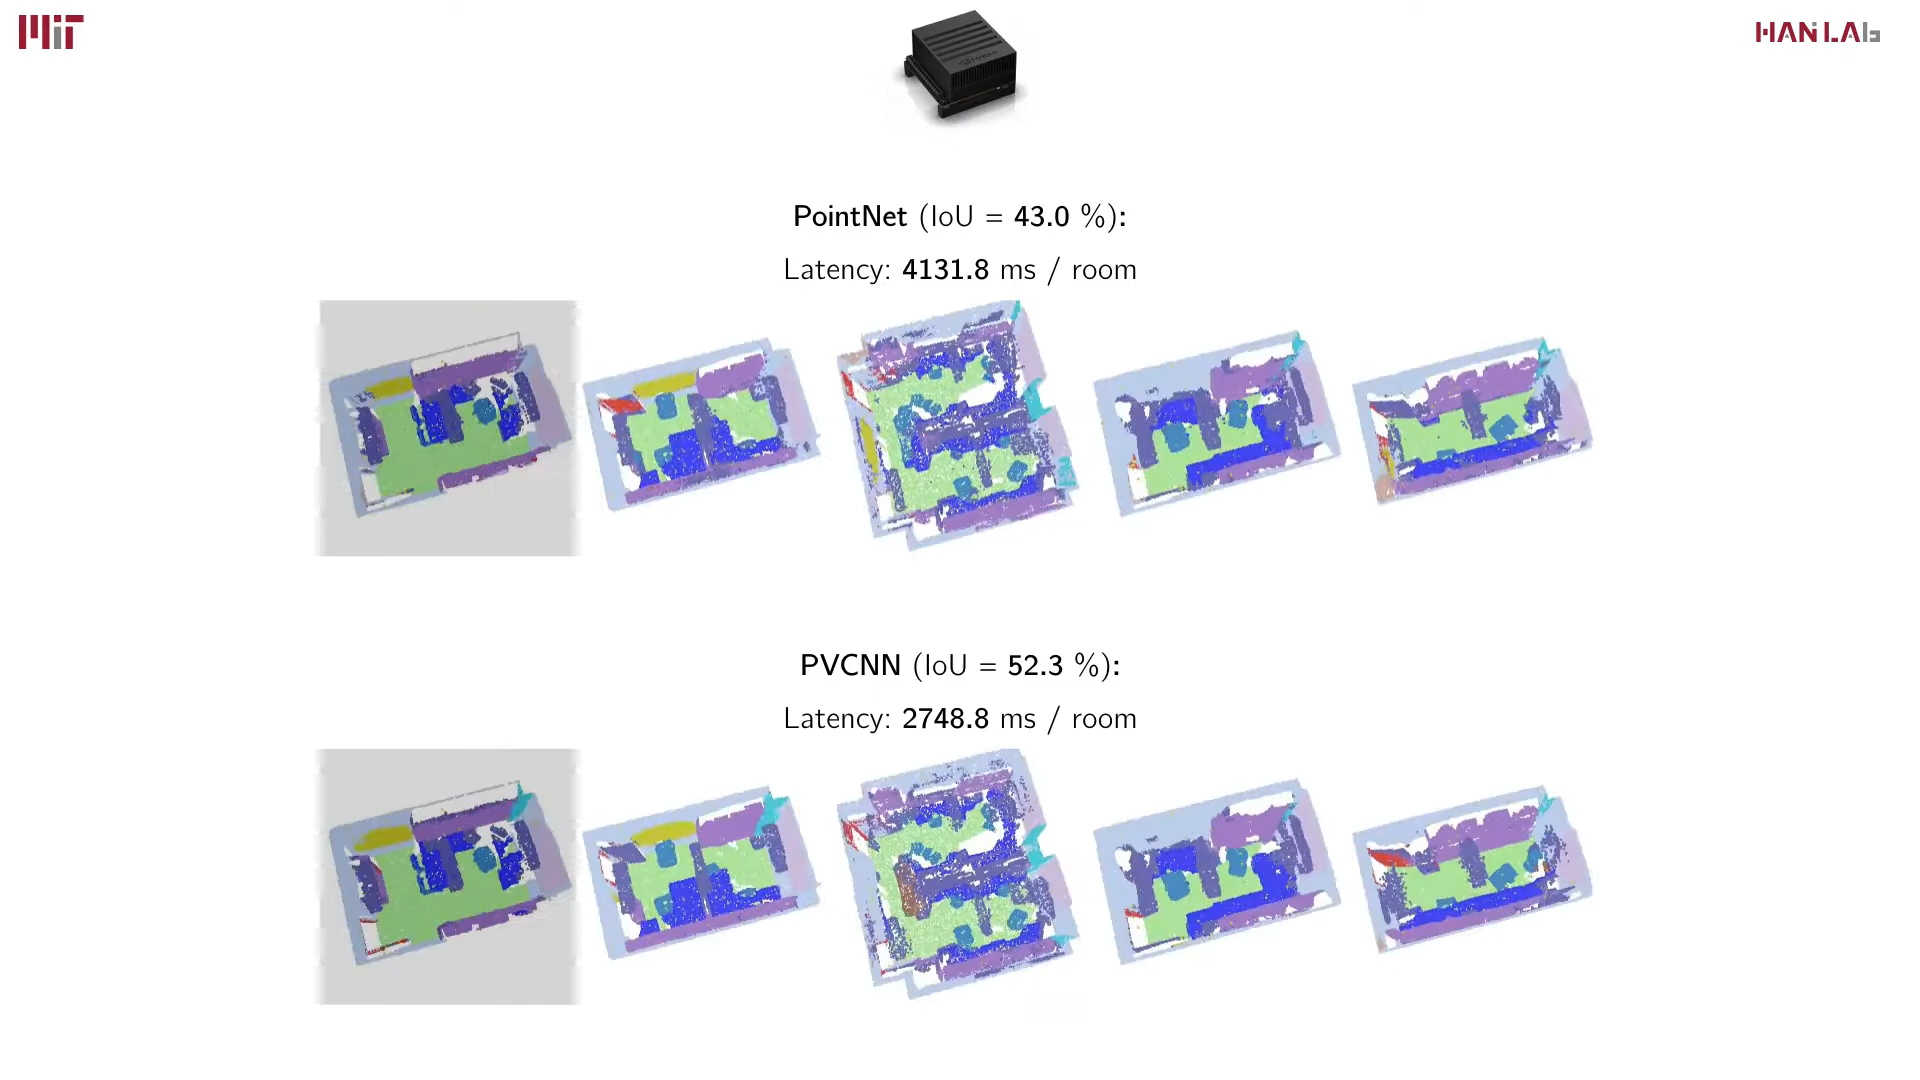 MIT
HAN LAb
PointNet (IoU = 43.0 %):
Latency: 4131.8 ms / room
PVCNN (IoU = 52.3 %):
Latency: 2748.8 ms / room